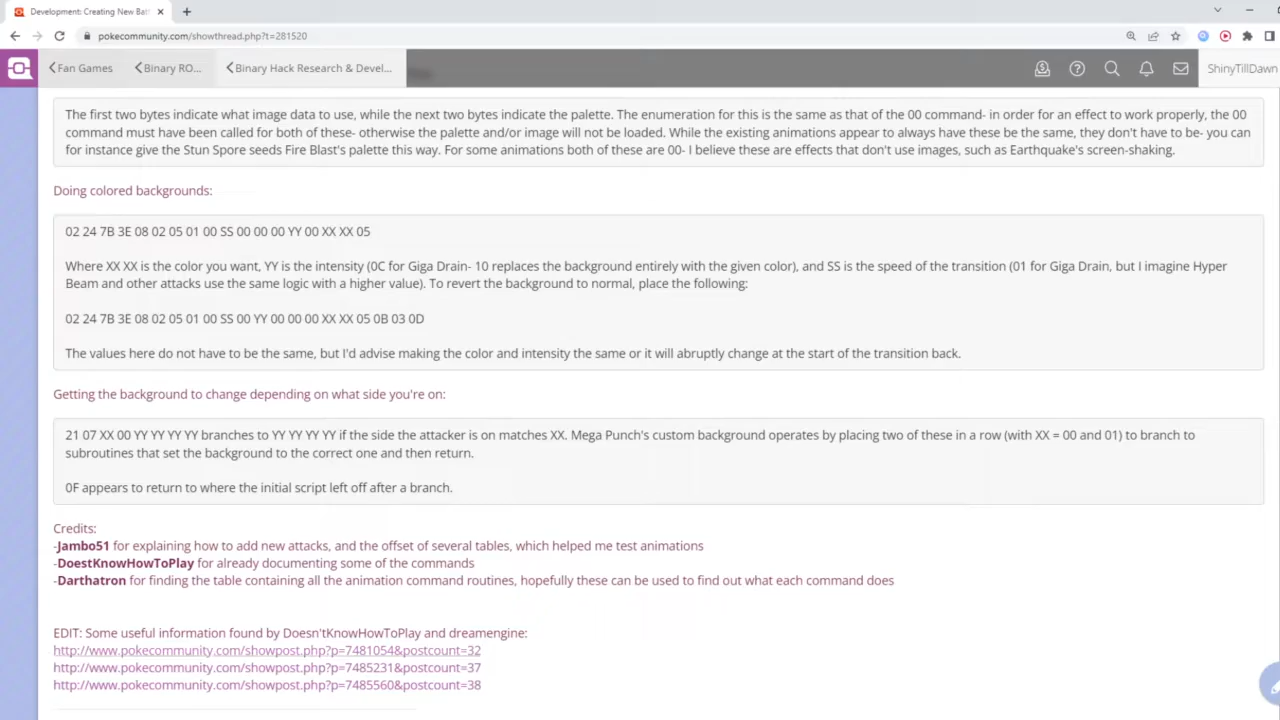 Development: Creating New Batt
pokecommunity.com/showthread.php?t=281520
Fan Games
Binary RO...
Binary Hack Research & Devel...
ShinyTillDawn
The first two bytes indicate what image data to use, while the next two bytes indicate the palette. The enumeration for this is the same as that of the 00 command- in order for an effect to work properly, the 00
command must have been called for both of these- otherwise the palette and/or image will not be loaded. While the existing animations appear to always have these be the same, they don't have to be- you can
for instance give the Stun Spore seeds Fire Blast's palette this way. For some animations both of these are 00- I believe these are effects that don't use images, such as Earthquake's screen-shaking.
Doing colored backgrounds:
02 24 7B 3E 08 02 05 01 00 SS 00 00 00 YY 00 XX XX 05
Where XX XX is the color you want, YY is the intensity (0C for Giga Drain- 10 replaces the background entirely with the given color), and SS is the speed of the transition (01 for Giga Drain, but I imagine Hyper
Beam and other attacks use the same logic with a higher value). To revert the background to normal, place the following:
02 24 7B 3E 08 02 05 01 00 SS 00 YY 00 00 00 XX XX 05 0B 03 0D
The values here do not have to be the same, but I'd advise making the color and intensity the same or it will abruptly change at the start of the transition back.
Getting the background to change depending on what side you're on:
21 07 XX 00 YY YY YY YY branches to YY YY YY YY if the side the attacker is on matches XX. Mega Punch's custom background operates by placing two of these in a row (with XX = 00 and 01) to branch to
subroutines that set the background to the correct one and then return.
0F appears to return to where the initial script left off after a branch.
Credits:
-Jambo51 for explaining how to add new attacks, and the offset of several tables, which helped me test animations
-DoestKnowHowToPlay for already documenting some of the commands
-Darthatron for finding the table containing all the animation command routines, hopefully these can be used to find out what each command does
EDIT: Some useful information found by Doesn'tKnowHowToPlay and dreamengine:
http://www.pokecommunity.com/showpost.php?p=7481054&postcount=32
http://www.pokecommunity.com/showpost.php?p=7485231&postcount=37
http://www.pokecommunity.com/showpost.php?p=7485560&postcount=38